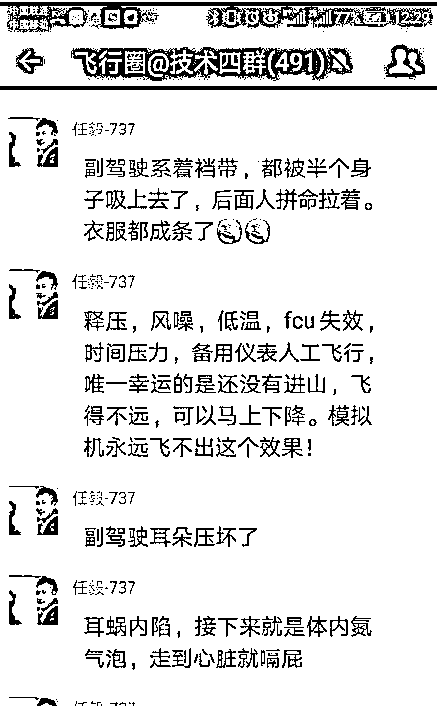 77% 12:29
飞行圈@技术四群(491)
任毅-737
副驾驶系着裆带，都被半个身
子吸上去了，后面人拼命拉着。
衣服都成条了
任毅-737
释压，风噪，低温，fcu失效，
时间压力，备用仪表人工飞行，
唯一幸运的是还没有进山，飞
得不远，可以马上下降。模拟
机永远飞不出这个效果！
任毅-737
副驾驶耳朵压坏了
任毅-737
耳蜗内陷，接下来就是体内氮
气泡，走到心脏就嗝屁